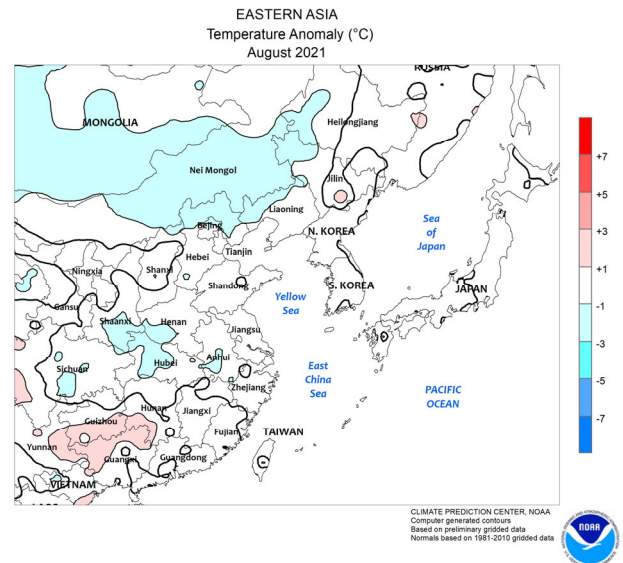 EASTERN ASIA
Temperature Anomaly (°C)
August 2021
RUSSIA
MONGOLIA
Heilongjiang
Nei Mongol
Jilin
Liaoning
Beijing
N. KOREA
Sea
of
Japan
Hebei
Tianjin
Ningxia
Shanxi
Shandong
S. KOREA
JAPAN
Gansu
Yellow
Sea
Shaanxi
Henan
Jiangsu
Sichuan
Hubei
Anhui
East
China
Sea
Zhejiang
PACIFIC
OCEAN
Hunan
Jiangxi
Guizhou
Fujian
TAIWAN
Yunnan
Guangxi
Guangdong
VIETNAM
LAOS
+7
+5
+3
+1
-1
-3
-5
-7
CLIMATE PREDICTION CENTER, NOAA
Computer generated contours
Based on preliminary gridded data
Normals based on 1981-2010 gridded data
NOAA